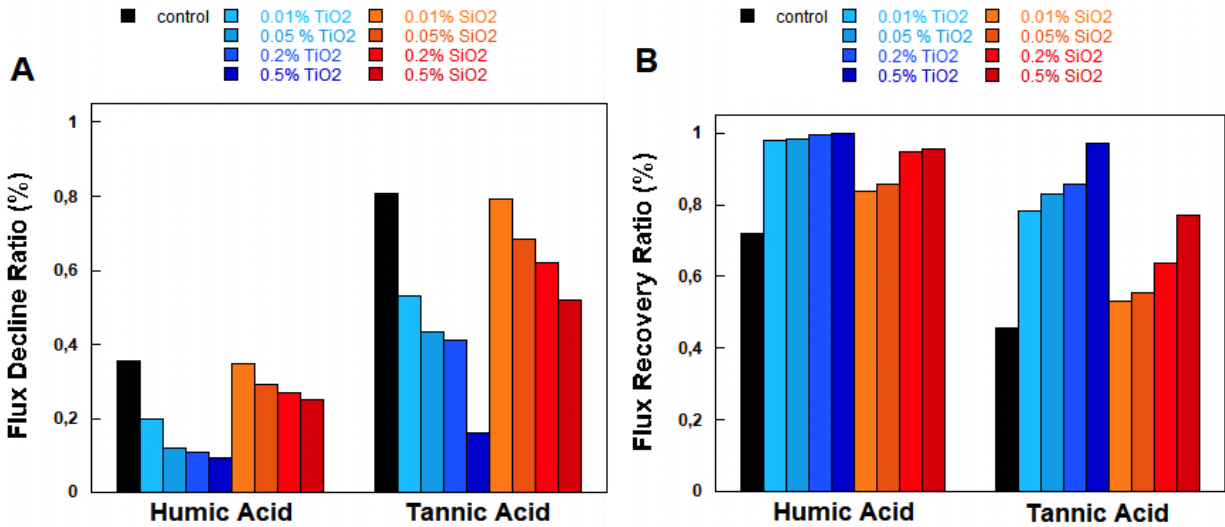 A
control
0.01% TiO2
0.05 % TiO2
0.2% TiO2
0.5% TiO2
0.01% SiO2
0.05% SiO2
0.2% SiO2
0.5% SiO2
Flux Decline Ratio (%)
1
0,8
0,6
0,4
0,2
0
Humic Acid
Tannic Acid
B
control
0.01% TiO2
0.05 % TiO2
0.2% TiO2
0.5% TiO2
0.01% SiO2
0.05% SiO2
0.2% SiO2
0.5% SiO2
Flux Recovery Ratio (%)
1
0,8
0,6
0,4
0,2
0
Humic Acid
Tannic Acid